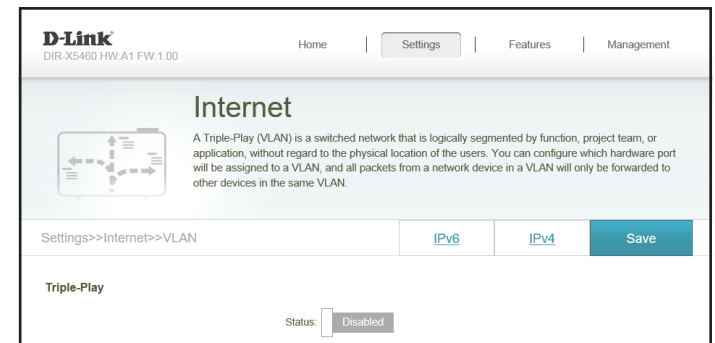 D-Link
DIR-X5460 HW:A1 FW:1.00
Home
Settings
Features
Management
Internet
A Triple-Play (VLAN) is a switched network that is logically segmented by function, project team, or
application, without regard to the physical location of the users. You can configure which hardware port
will be assigned to a VLAN, and all packets from a network device in a VLAN will only be forwarded to
other devices in the same VLAN.
Settings>>Internet>>VLAN
IPv6
IPv4
Save
Triple-Play
Status:
Disabled